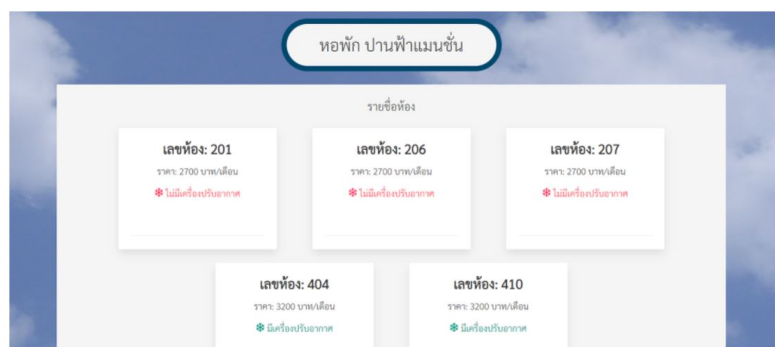 หอพัก ปานฟ้าแมนชั่น
รายชื่อห้อง
เลขห้อง: 201
ราคา: 2700 บาท/เดือน
ไม่มีเครื่องปรับอากาศ
เลขห้อง: 206
ราคา: 2700 บาท/เดือน
ไม่มีเครื่องปรับอากาศ
เลขห้อง: 207
ราคา: 2700 บาท/เดือน
ไม่มีเครื่องปรับอากาศ
เลขห้อง: 404
ราคา: 3200 บาท/เดือน
มีเครื่องปรับอากาศ
เลขห้อง: 410
ราคา: 3200 บาท/เดือน
มีเครื่องปรับอากาศ